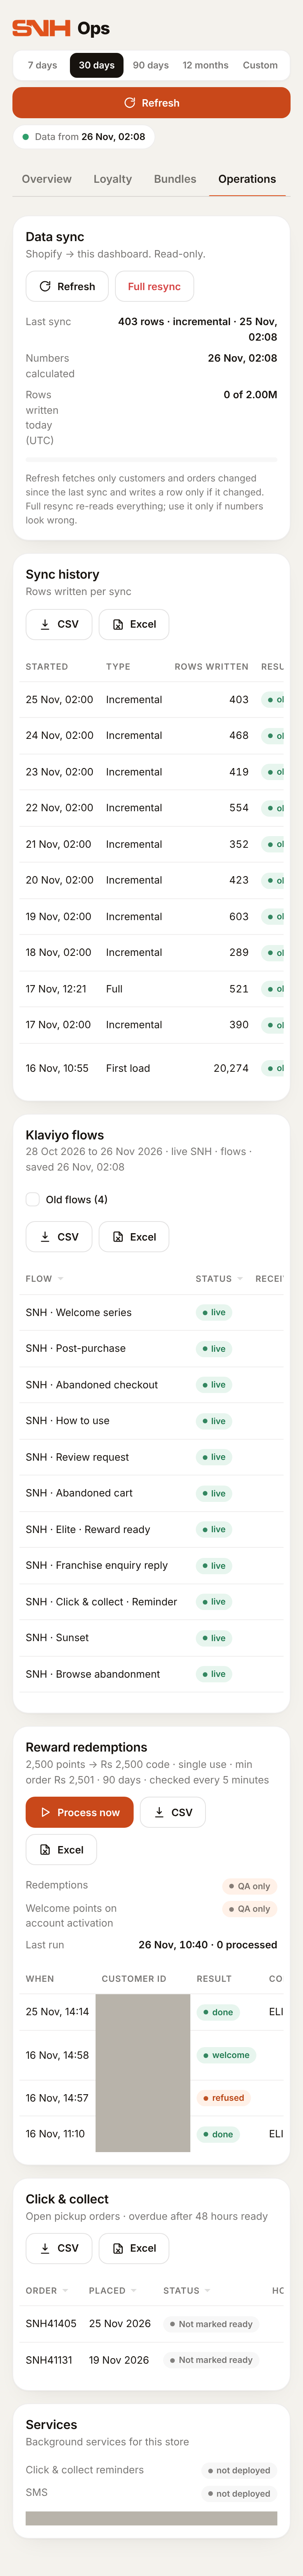 SNH Ops
7 days 30 days 90 days 12 months Custom
Refresh
Data from 26 Nov, 02:08
Overview Loyalty Bundles Operations
Data sync
Shopify → this dashboard. Read-only.
Refresh Full resync
Last sync 403 rows · incremental · 25 Nov,
02:08
Numbers 26 Nov, 02:08
calculated
Rows 0 of 2.00M
written
today
(UTC)
Refresh fetches only customers and orders changed
since the last sync and writes a row only if it changed.
Full resync re-reads everything; use it only if numbers
look wrong.
Sync history
Rows written per sync
CSV Excel
STARTED TYPE ROWS WRITTEN
25 Nov, 02:00 Incremental 403
24 Nov, 02:00 Incremental 468
23 Nov, 02:00 Incremental 419
22 Nov, 02:00 Incremental 554
21 Nov, 02:00 Incremental 352
20 Nov, 02:00 Incremental 423
19 Nov, 02:00 Incremental 603
18 Nov, 02:00 Incremental 289
17 Nov, 12:21 Full 521
17 Nov, 02:00 Incremental 390
16 Nov, 10:55 First load 20,274
Klaviyo flows
28 Oct 2026 to 26 Nov 2026 · live SNH · flows ·
saved 26 Nov, 02:08
Old flows (4)
CSV Excel
FLOW STATUS
SNH · Welcome series live
SNH · Post-purchase live
SNH · Abandoned checkout live
SNH · How to use live
SNH · Review request live
SNH · Abandoned cart live
SNH · Elite · Reward ready live
SNH · Franchise enquiry reply live
SNH · Click & collect · Reminder live
SNH · Sunset live
SNH · Browse abandonment live
Reward redemptions
2,500 points → Rs 2,500 code · single use · min
order Rs 2,501 · 90 days · checked every 5 minutes
Process now CSV
Excel
Redemptions QA only
Welcome points on QA only
account activation
Last run 26 Nov, 10:40 · 0 processed
WHEN CUSTOMER ID RESULT CO
25 Nov, 14:14 done ELI
16 Nov, 14:58 welcome
16 Nov, 14:57 refused
16 Nov, 11:10 done ELI
Click & collect
Open pickup orders · overdue after 48 hours ready
CSV Excel
ORDER PLACED STATUS
SNH41405 25 Nov 2026 Not marked ready
SNH41131 19 Nov 2026 Not marked ready
Services
Background services for this store
Click & collect reminders not deployed
SMS not deployed